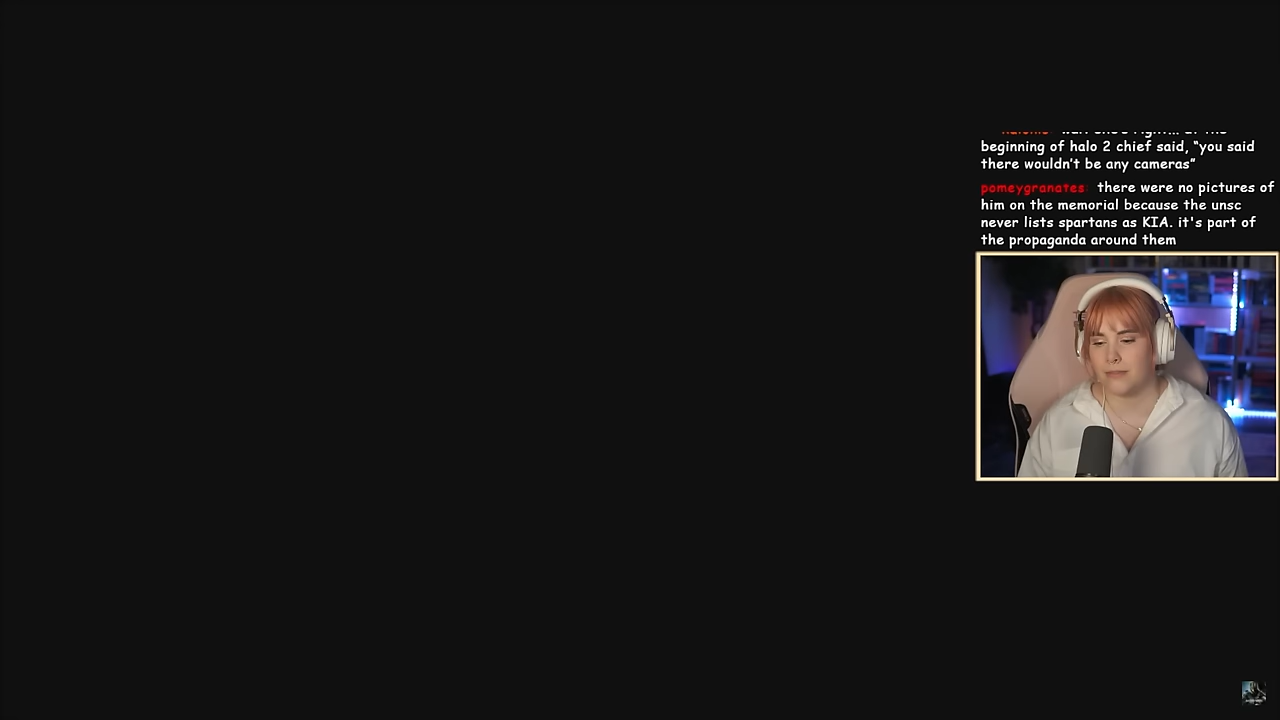 beginning of halo 2 chief said, “you said
there wouldn’t be any cameras”
pomeygranates: there were no pictures of
him on the memorial because the unsc
never lists spartans as KIA. it's part of
the propaganda around them